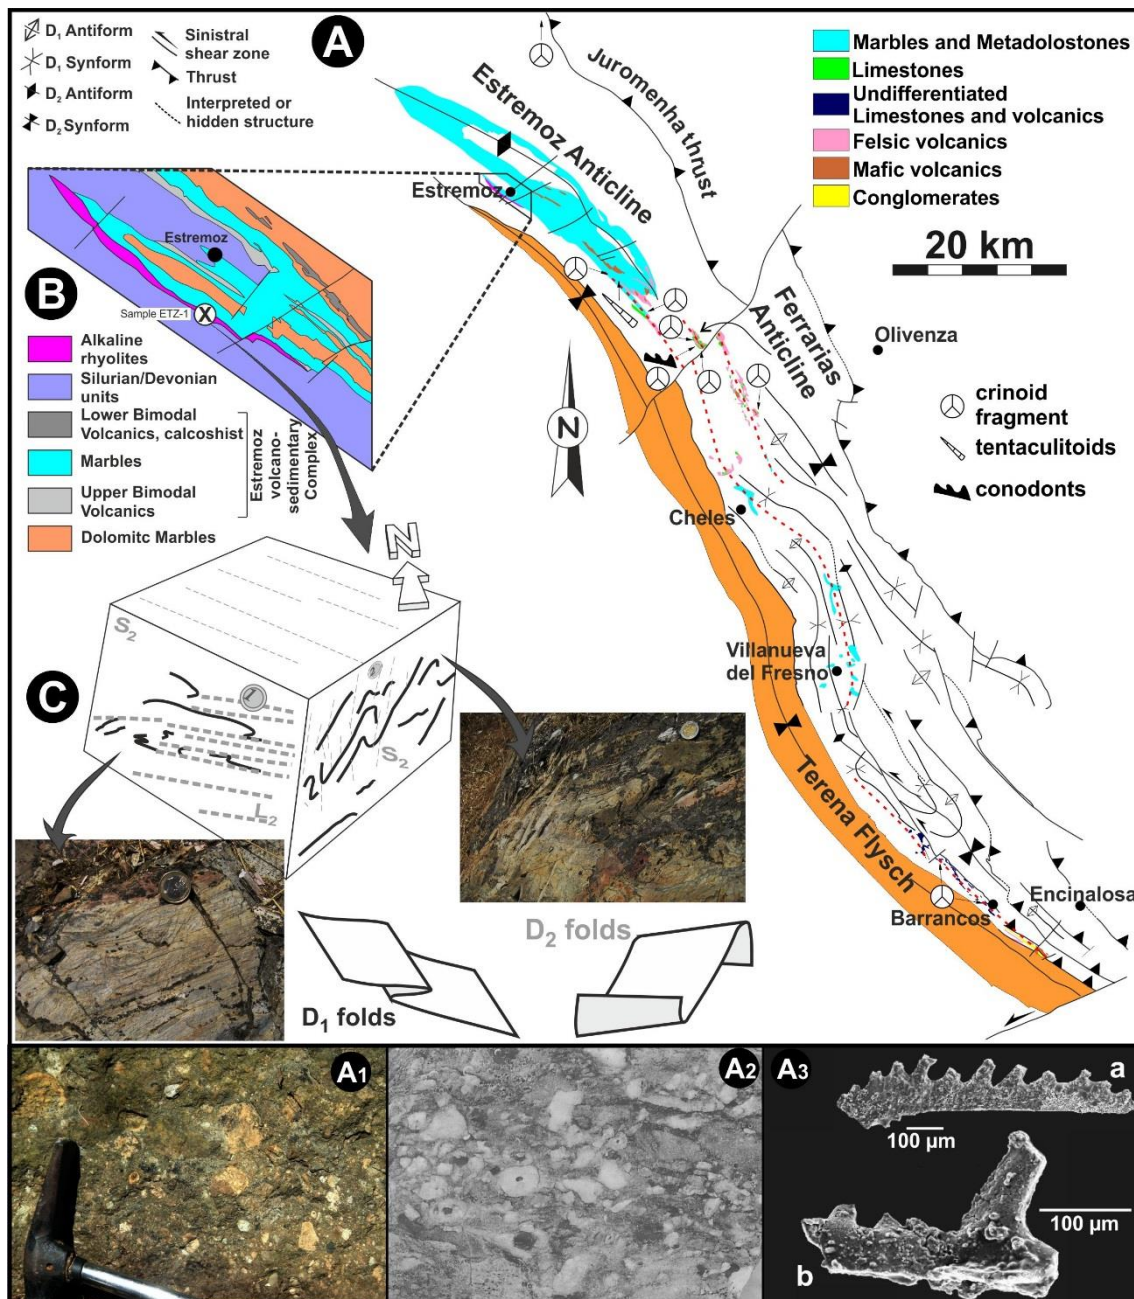 D1 Antiform
D1 Synform
D2 Antiform
D2 Synform
Sinistral
shear zone
Thrust
Interpreted or
hidden structure
A
Juromenha thrust
Estremoz Anticline
Estremoz
Marbles and Metadolostones
Limestones
Undifferentiated
Limestones and volcanics
Felsic volcanics
Mafic volcanics
Conglomerates
20 km
Ferrarias
Anticline
Olivenza
crinoid
fragment
tentaculitoids
conodonts
N
Cheles
Villanueva
del Fresno
Terena Flysch
Barrancos
Encinalosa
B
Estremoz
Sample ETZ-1
X
Alkaline
rhyolites
Silurian/Devonian
units
Lower Bimodal
Volcanics, calcoshist
Marbles
Upper Bimodal
Volcanics
Dolomitc Marbles
Estremoz
volcano-
sedimentary
Complex
N
C
S2
1
L2
2
S2
D1 folds
D2 folds
A1
A2
A3
a
100 µm
100 µm
b